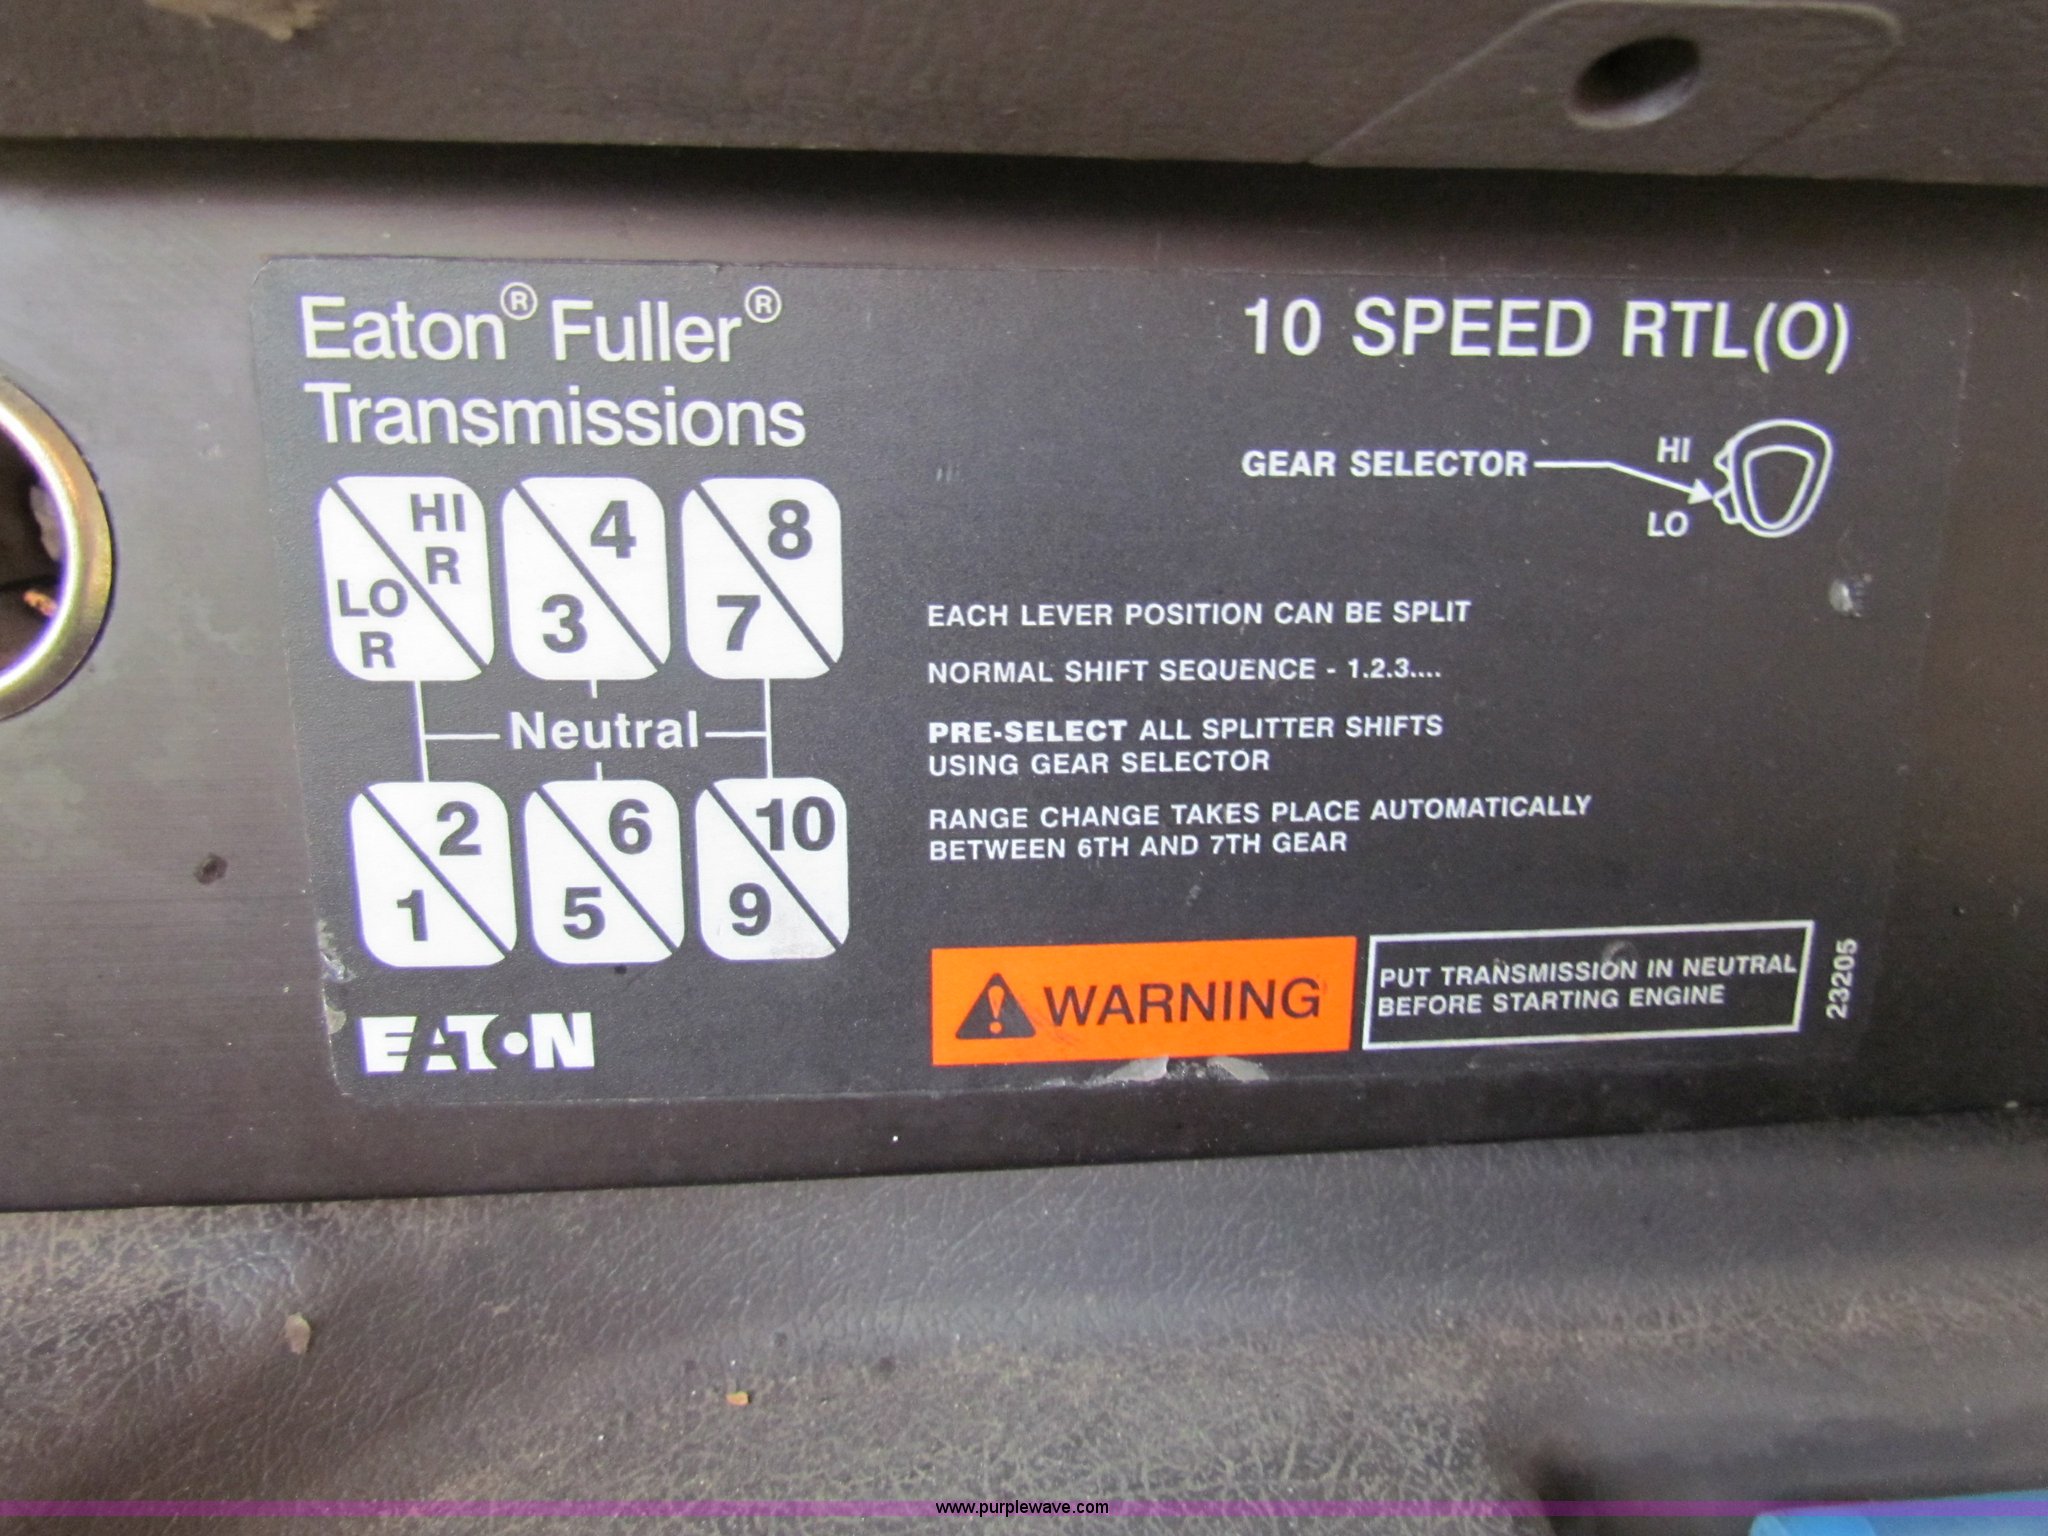 Eaton® Fuller®
Transmissions
10 SPEED RTL(O)
GEAR SELECTOR
HI
LO
HI
R
LO
R
4
3
8
7
Neutral
2
1
6
5
10
9
EACH LEVER POSITION CAN BE SPLIT
NORMAL SHIFT SEQUENCE - 1.2.3....
PRE-SELECT ALL SPLITTER SHIFTS
USING GEAR SELECTOR
RANGE CHANGE TAKES PLACE AUTOMATICALLY
BETWEEN 6TH AND 7TH GEAR
EATON
WARNING
PUT TRANSMISSION IN NEUTRAL
BEFORE STARTING ENGINE
23205
www.purplewave.com